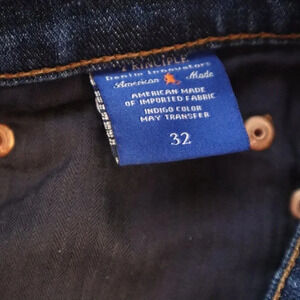 PRINCIPLE
Denim Innovators
American Made
AMERICAN MADE
OF IMPORTED FABRIC
INDIGO COLOR
MAY TRANSFER
32